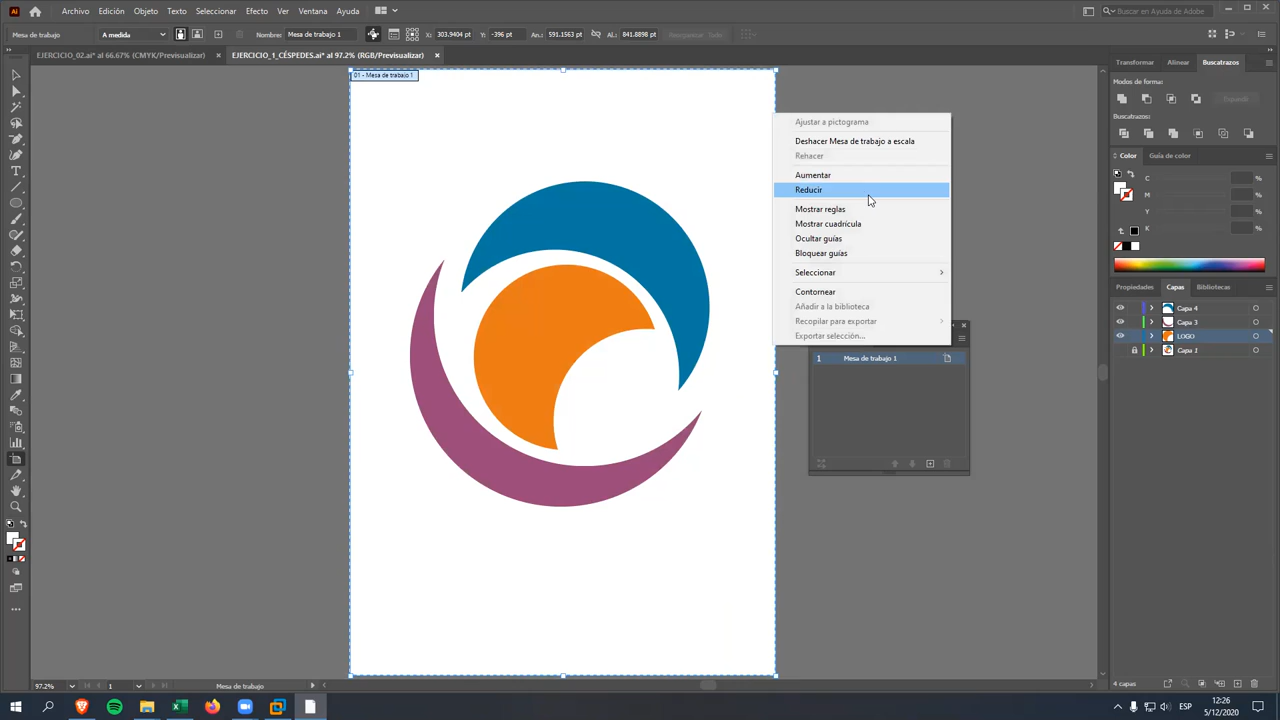 Ai
Archivo Edición Objeto Texto Seleccionar Efecto Ver Ventana Ayuda
Buscar en Ayuda de Adobe
Mesa de trabajo A medida Nombre: Mesa de trabajo 1 X: 303.9404 pt Y: -396 pt An.: 591.1563 pt Al.: 841.8898 pt Reorganizar Todo
EJERCICIO_02.ai* al 66.67% (CMYK/Previsualizar) × EJERCICIO_1_CÉSPEDES.ai* al 97.2% (RGB/Previsualizar) ×
01 - Mesa de trabajo 1
Ajustar a pictograma
Deshacer Mesa de trabajo a escala
Rehacer
Aumentar
Reducir
Mostrar reglas
Mostrar cuadrícula
Ocultar guías
Bloquear guías
Seleccionar
Contornear
Añadir a la biblioteca
Recopilar para exportar
Exportar selección...
1 Mesa de trabajo 1
Transformar Alinear Buscatrazos
Modos de forma:
Expandir
Buscatrazos:
Color Guía de color
C %
M %
Y %
K %
Propiedades Capas Bibliotecas
Capa 4
Capa 3
LOGO
Capa 1
4 capas
97.2% 1 Mesa de trabajo
ESP
12:26
5/12/2020